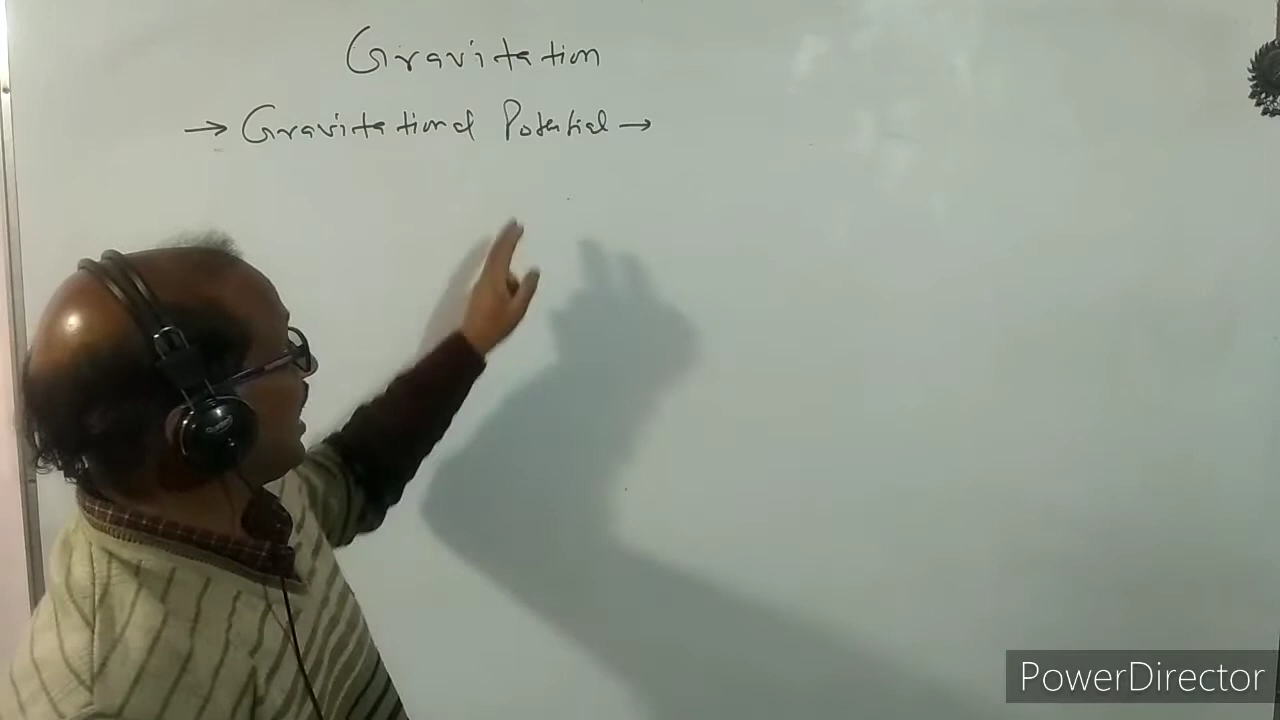 Gravitation
→ Gravitational Potential →
PowerDirector